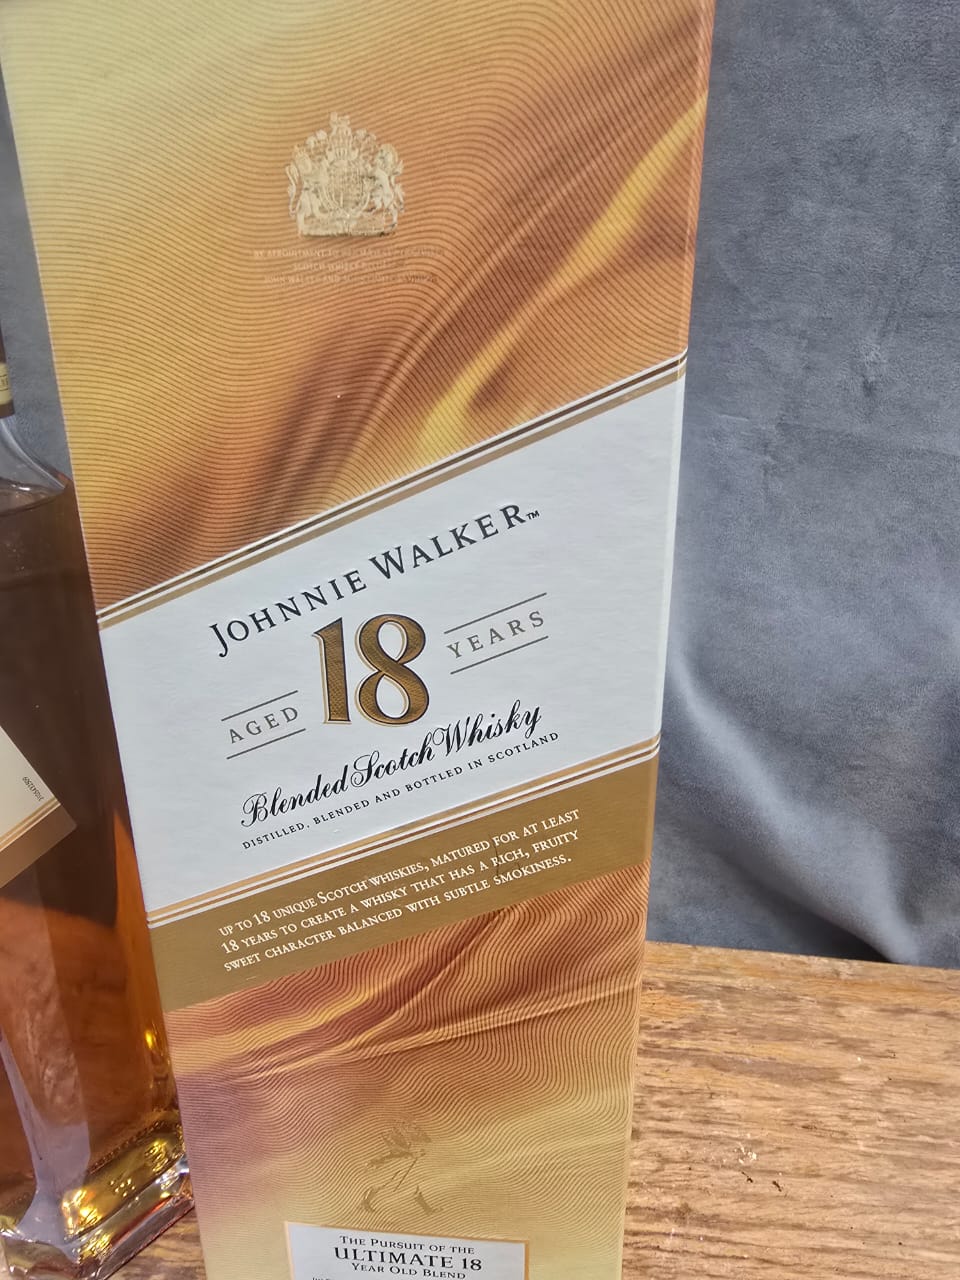 JOHNNIE WALKER™
AGED 18 YEARS
Blended Scotch Whisky
DISTILLED, BLENDED AND BOTTLED IN SCOTLAND
UP TO 18 UNIQUE SCOTCH WHISKIES, MATURED FOR AT LEAST
18 YEARS TO CREATE A WHISKY THAT HAS A RICH, FRUITY
SWEET CHARACTER BALANCED WITH SUBTLE SMOKINESS.
THE PURSUIT OF THE
ULTIMATE 18
YEAR OLD BLEND